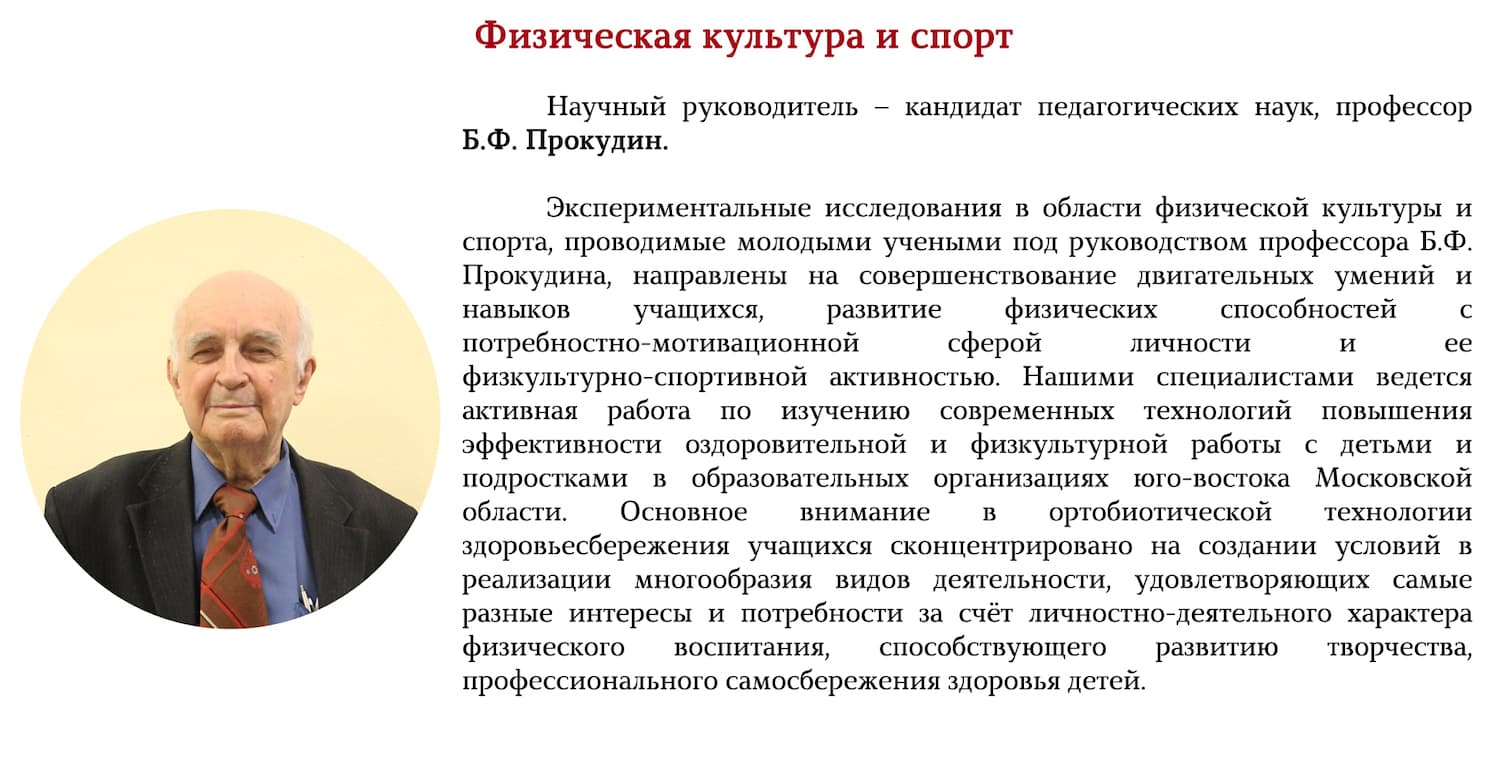 Физическая культура и спорт
Научный руководитель – кандидат педагогических наук, профессор
Б.Ф. Прокудин.
Экспериментальные исследования в области физической культуры и
спорта, проводимые молодыми учеными под руководством профессора Б.Ф.
Прокудина, направлены на совершенствование двигательных умений и
навыков учащихся, развитие физических способностей с
потребностно-мотивационной сферой личности и ее
физкультурно-спортивной активностью. Нашими специалистами ведется
активная работа по изучению современных технологий повышения
эффективности оздоровительной и физкультурной работы с детьми и
подростками в образовательных организациях юго-востока Московской
области. Основное внимание в ортобиотической технологии
здоровьесбережения учащихся сконцентрировано на создании условий в
реализации многообразия видов деятельности, удовлетворяющих самые
разные интересы и потребности за счёт личностно-деятельного характера
физического воспитания, способствующего развитию творчества,
профессионального самосбережения здоровья детей.